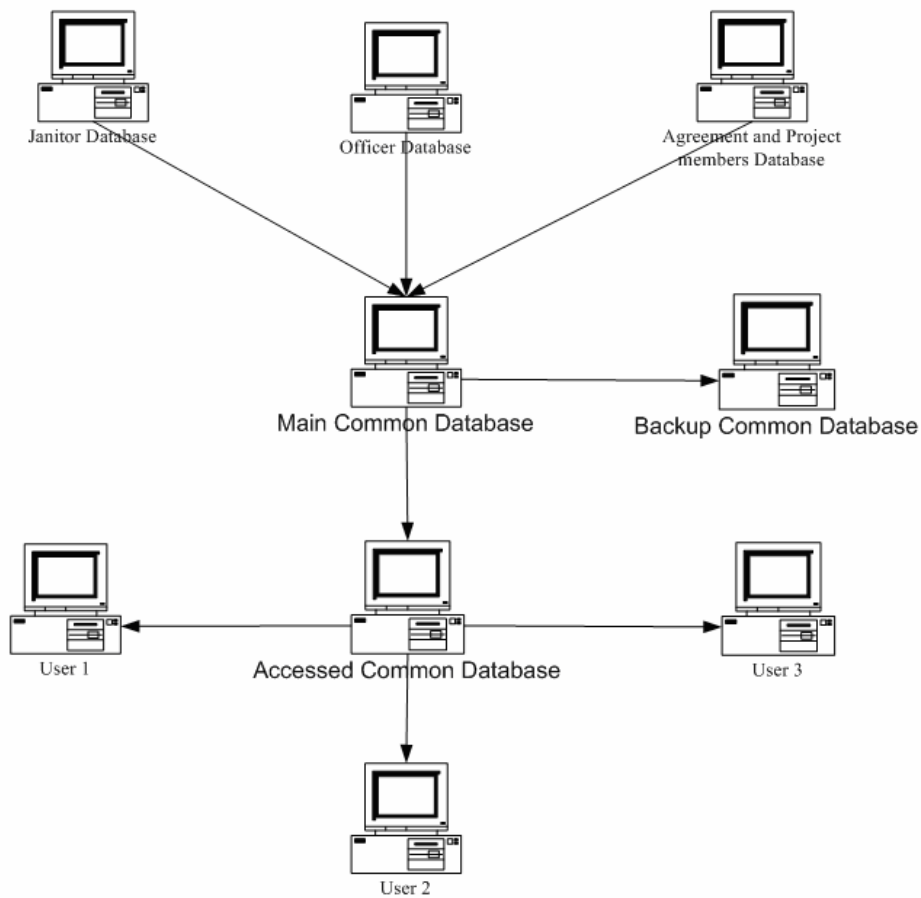 Janitor Database
Officer Database
Agreement and Project
members Database
Main Common Database
Backup Common Database
User 1
Accessed Common Database
User 3
User 2